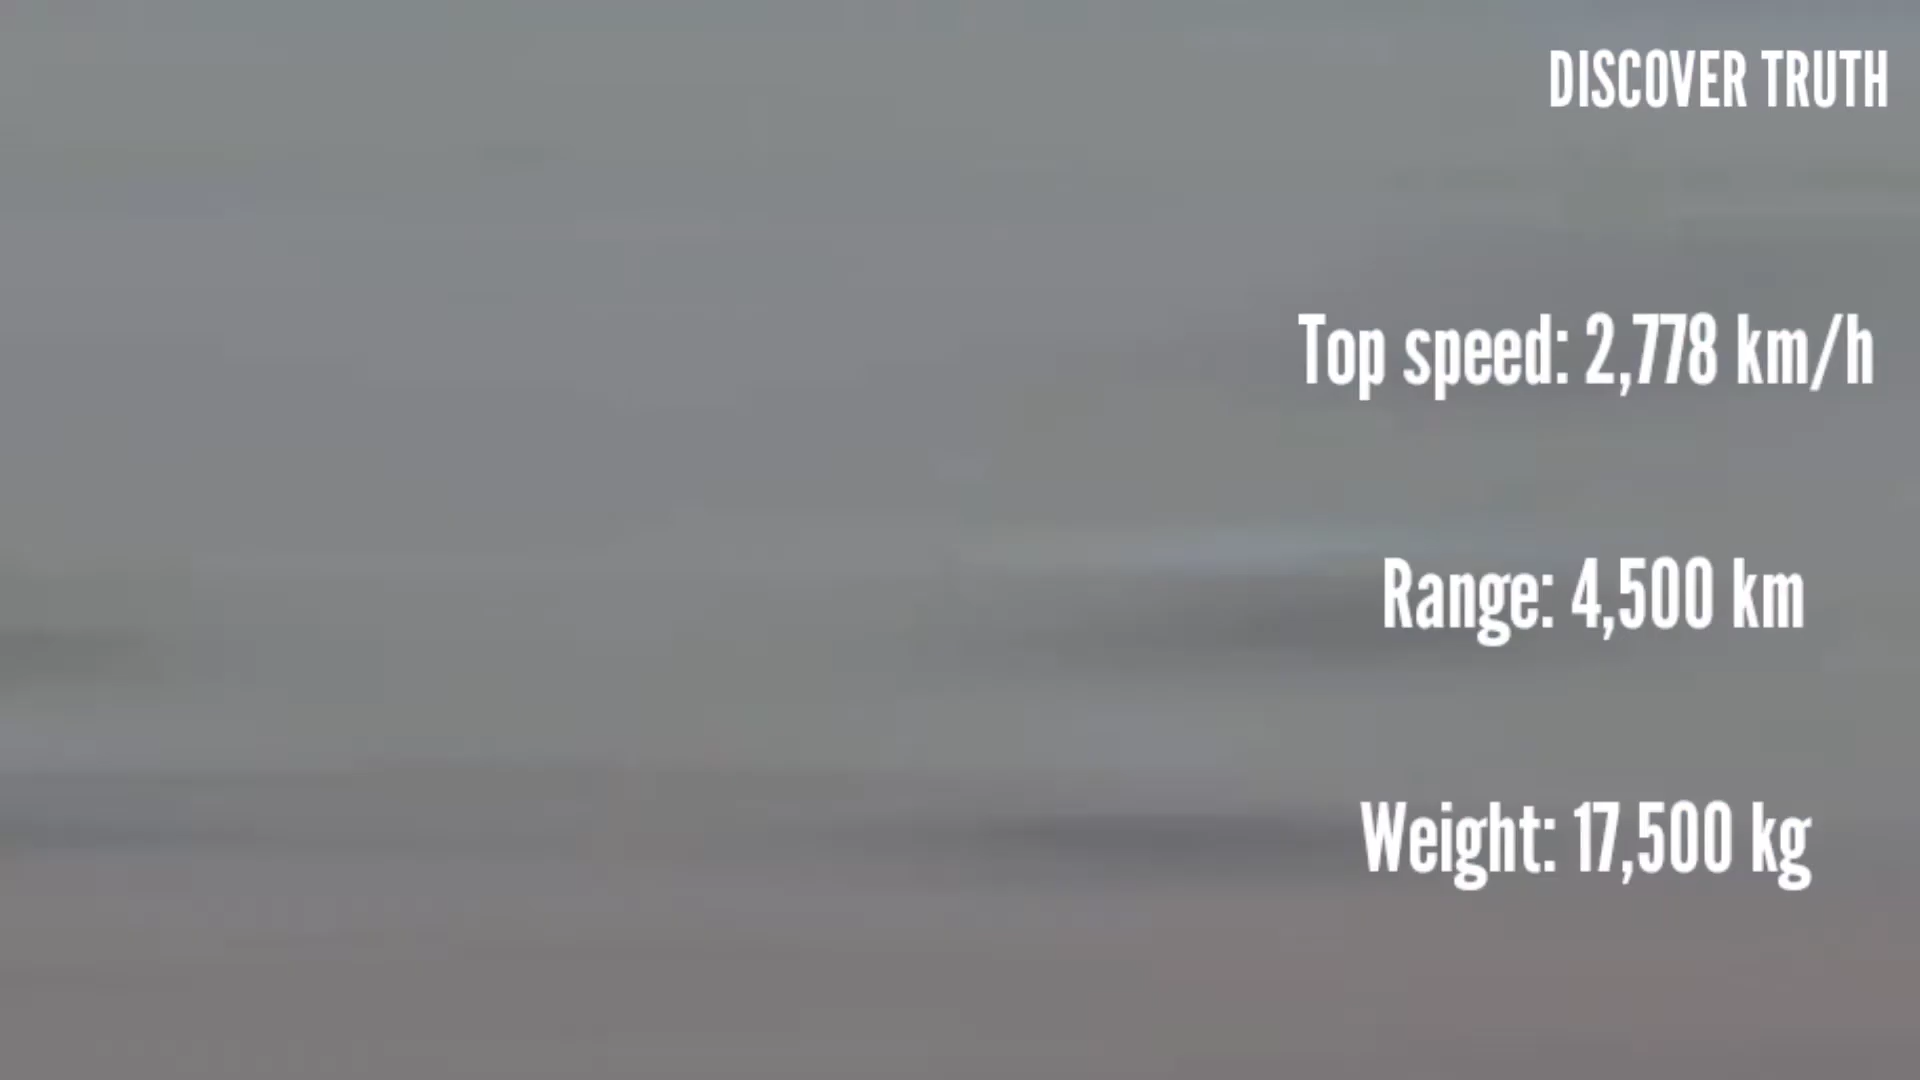 DISCOVER TRUTH
Top speed: 2,778 km/h
Range: 4,500 km
Weight: 17,500 kg